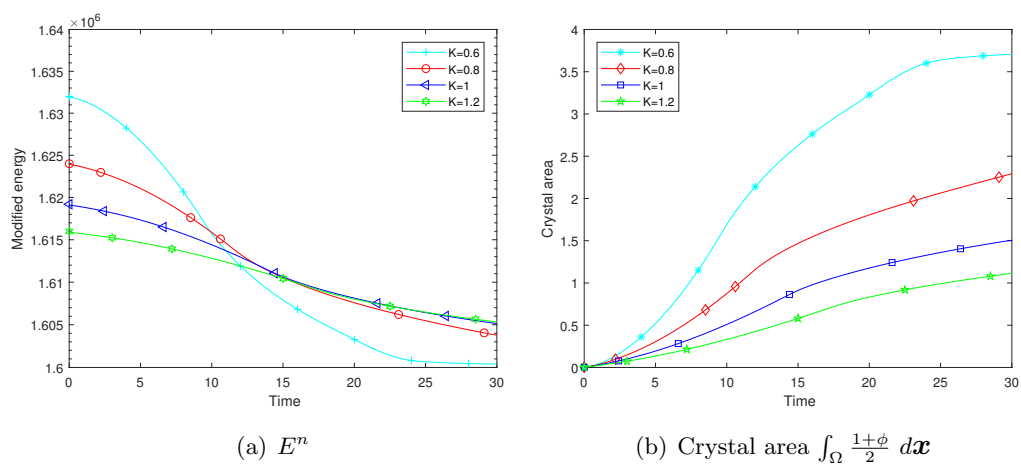 ×10^6
1.64
1.635
1.63
1.625
1.62
1.615
1.61
1.605
1.6
Modified energy
0 5 10 15 20 25 30
Time
K=0.6
K=0.8
K=1
K=1.2
(a) E^n
4
3.5
3
2.5
2
1.5
1
0.5
0
Crystal area
0 5 10 15 20 25 30
Time
K=0.6
K=0.8
K=1
K=1.2
(b) Crystal area ∫_Ω \frac{1+ϕ}{2} d𝒙